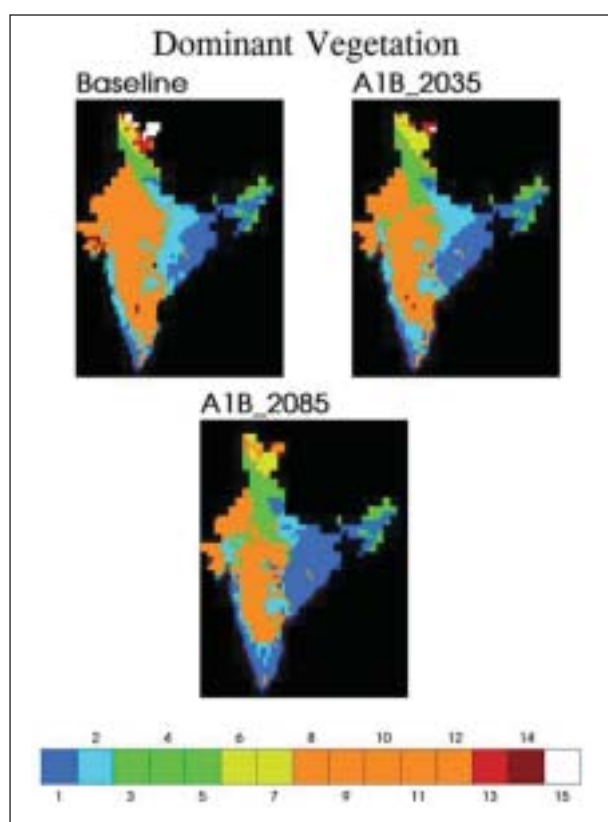 Dominant Vegetation
Baseline
A1B_2035
A1B_2085
2 4 6 8 10 12 14
1 3 5 7 9 11 13 15